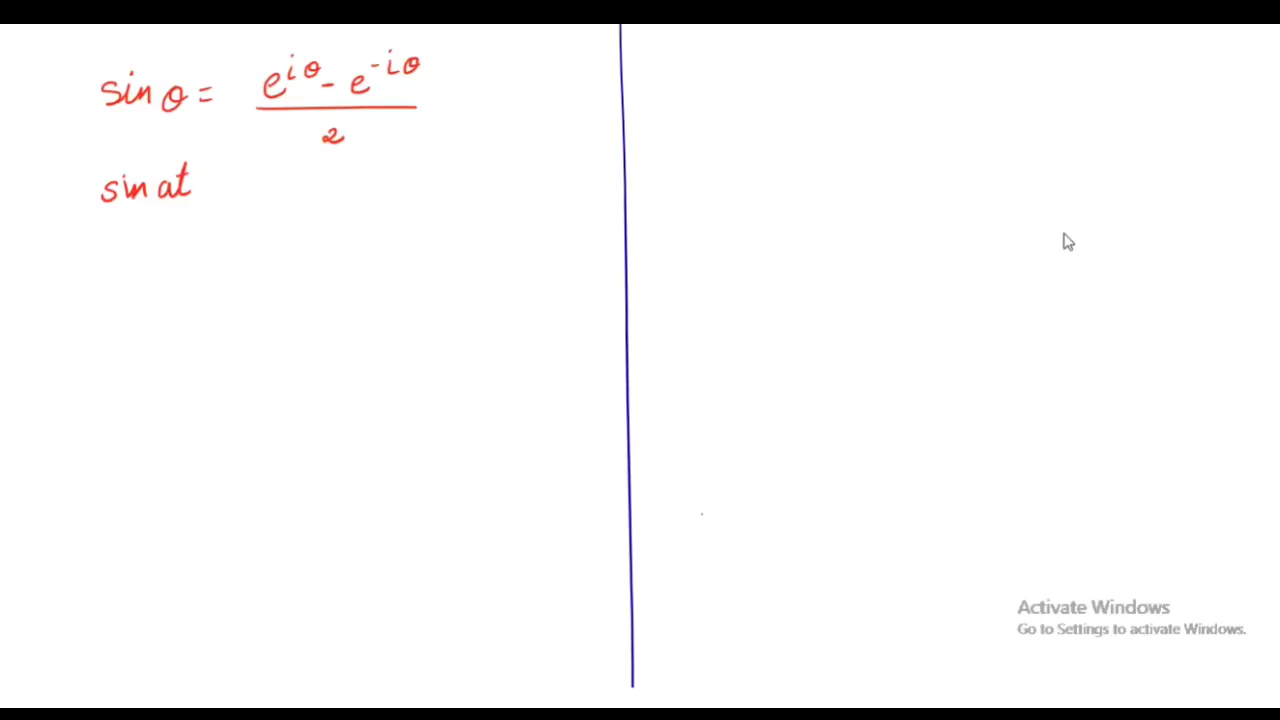 sin θ = (e^{iθ} - e^{-iθ}) / 2
sin at
Activate Windows
Go to Settings to activate Windows.